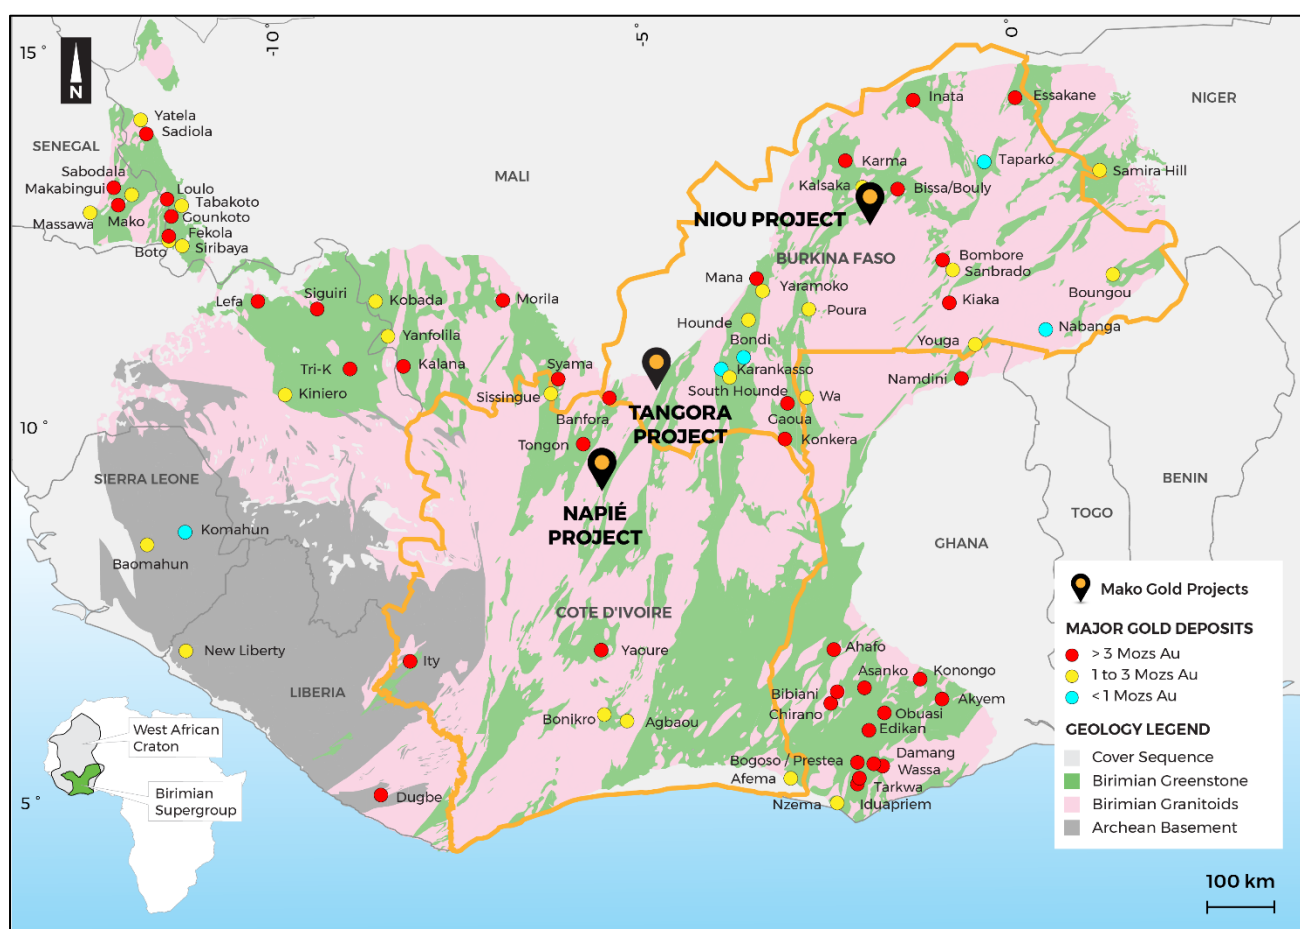 -10
-5
0
15°
N
Yatela
Sadiola
SENEGAL
Sabodala
Makabingui
Loulo
Tabakoto
Massawa
Mako
Gounkoto
Fekola
Boto
Siribaya
MALI
NIGER
Inata
Essakane
Karma
Taparko
Kalsaka
Bissa/Bouly
Samira Hill
NIOU PROJECT
BURKINA FASO
Bombore
Sanbrado
Boungou
Mana
Yaramoko
Kiaka
Poura
Nabanga
Hounde
Bondi
Youga
Karankasso
South Hounde
Namdini
Wa
Gaoua
Konkera
Lefa
Siguiri
Kobada
Morila
Yanfolila
Tri-K
Kalana
Syama
Kiniero
Sissingue
Banfora
TANGORA
PROJECT
10°
Tongon
NAPIÉ
PROJECT
SIERRA LEONE
Komahun
Baomahun
BENIN
TOGO
GHANA
COTE D'IVOIRE
New Liberty
Ity
Yaoure
LIBERIA
Bonikro
Agbaou
Dugbe
Ahafo
Asanko
Konongo
Bibiani
Akyem
Chirano
Obuasi
Edikan
Damang
Bogoso / Prestea
Wassa
Afema
Tarkwa
Nzema
Iduapriem
5°
West African
Craton
Birimian
Supergroup
Mako Gold Projects
MAJOR GOLD DEPOSITS
> 3 Mozs Au
1 to 3 Mozs Au
< 1 Mozs Au
GEOLOGY LEGEND
Cover Sequence
Birimian Greenstone
Birimian Granitoids
Archean Basement
100 km